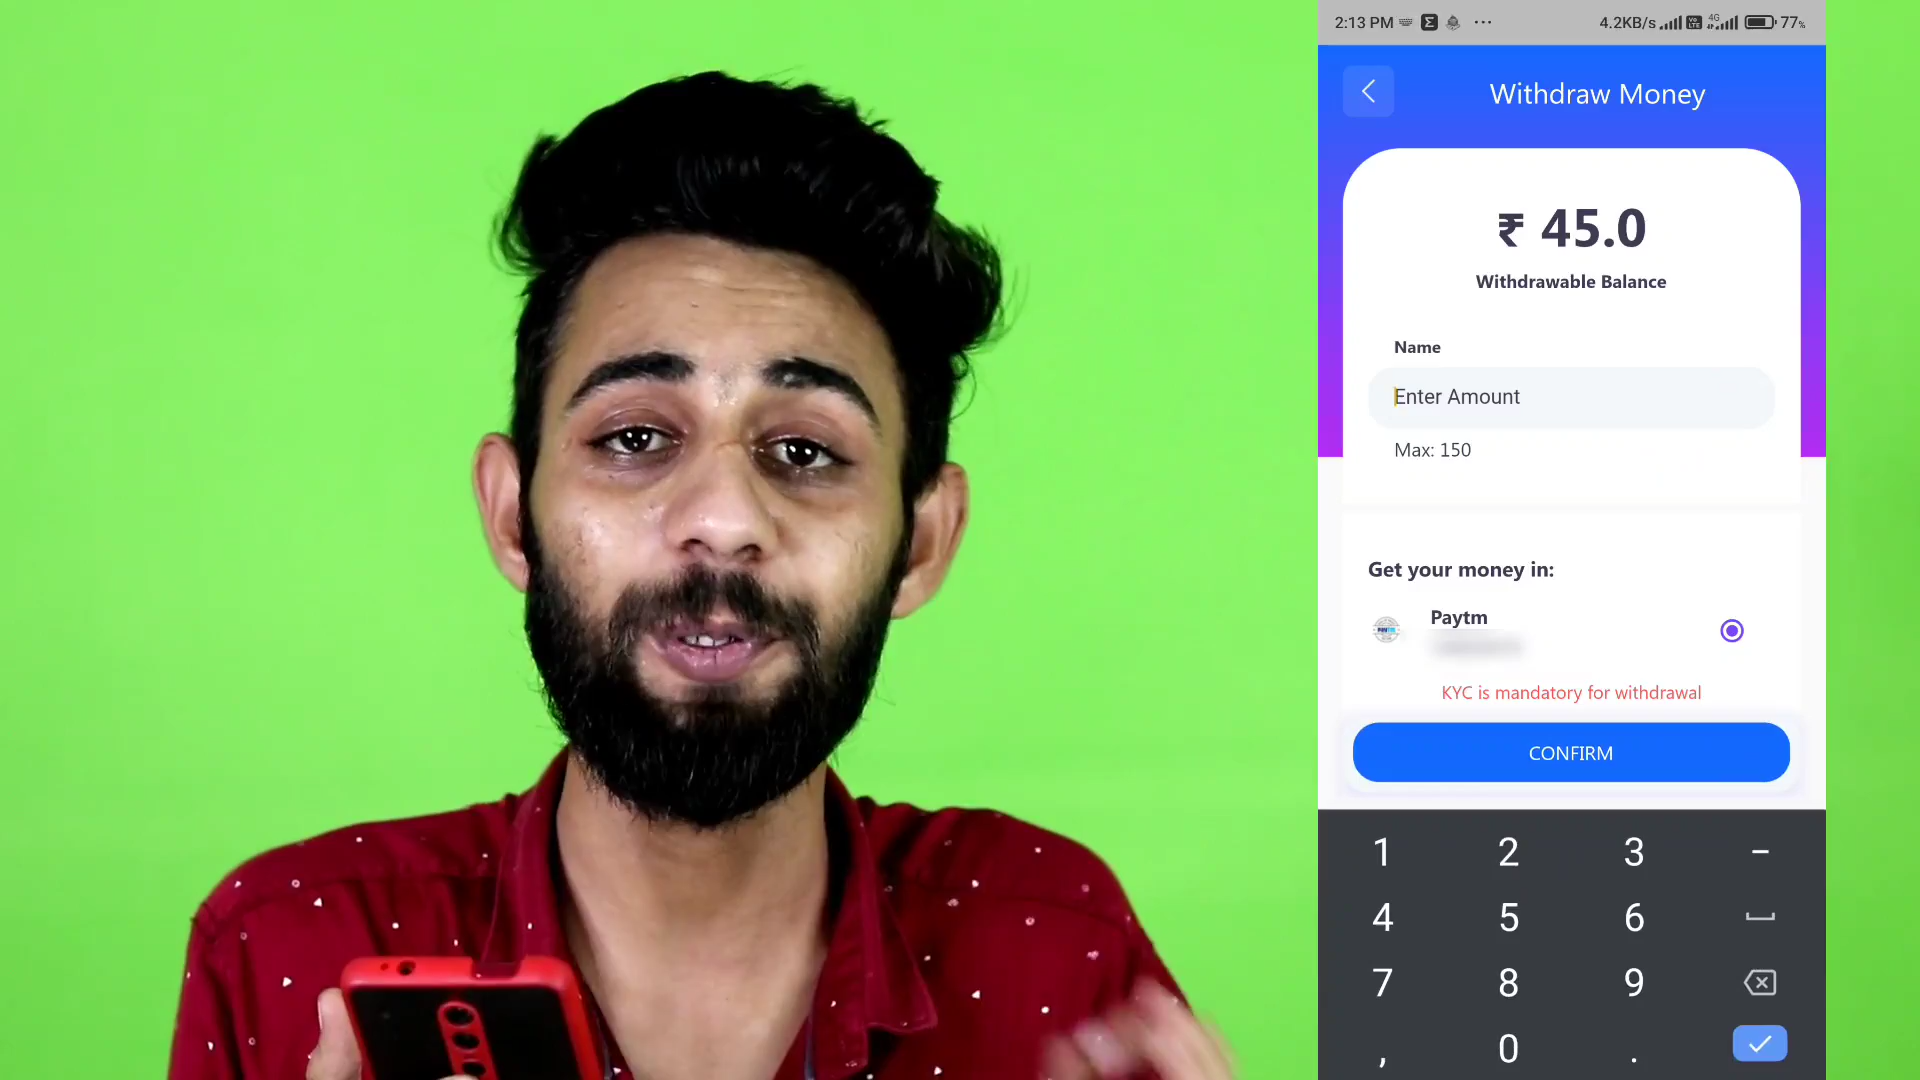 2:13 PM ... 4.2KB/s 4G 77%
Withdraw Money
₹ 45.0
Withdrawable Balance
Name
Enter Amount
Max: 150
Get your money in:
Paytm
KYC is mandatory for withdrawal
CONFIRM
1 2 3 -
4 5 6
7 8 9
, 0 .